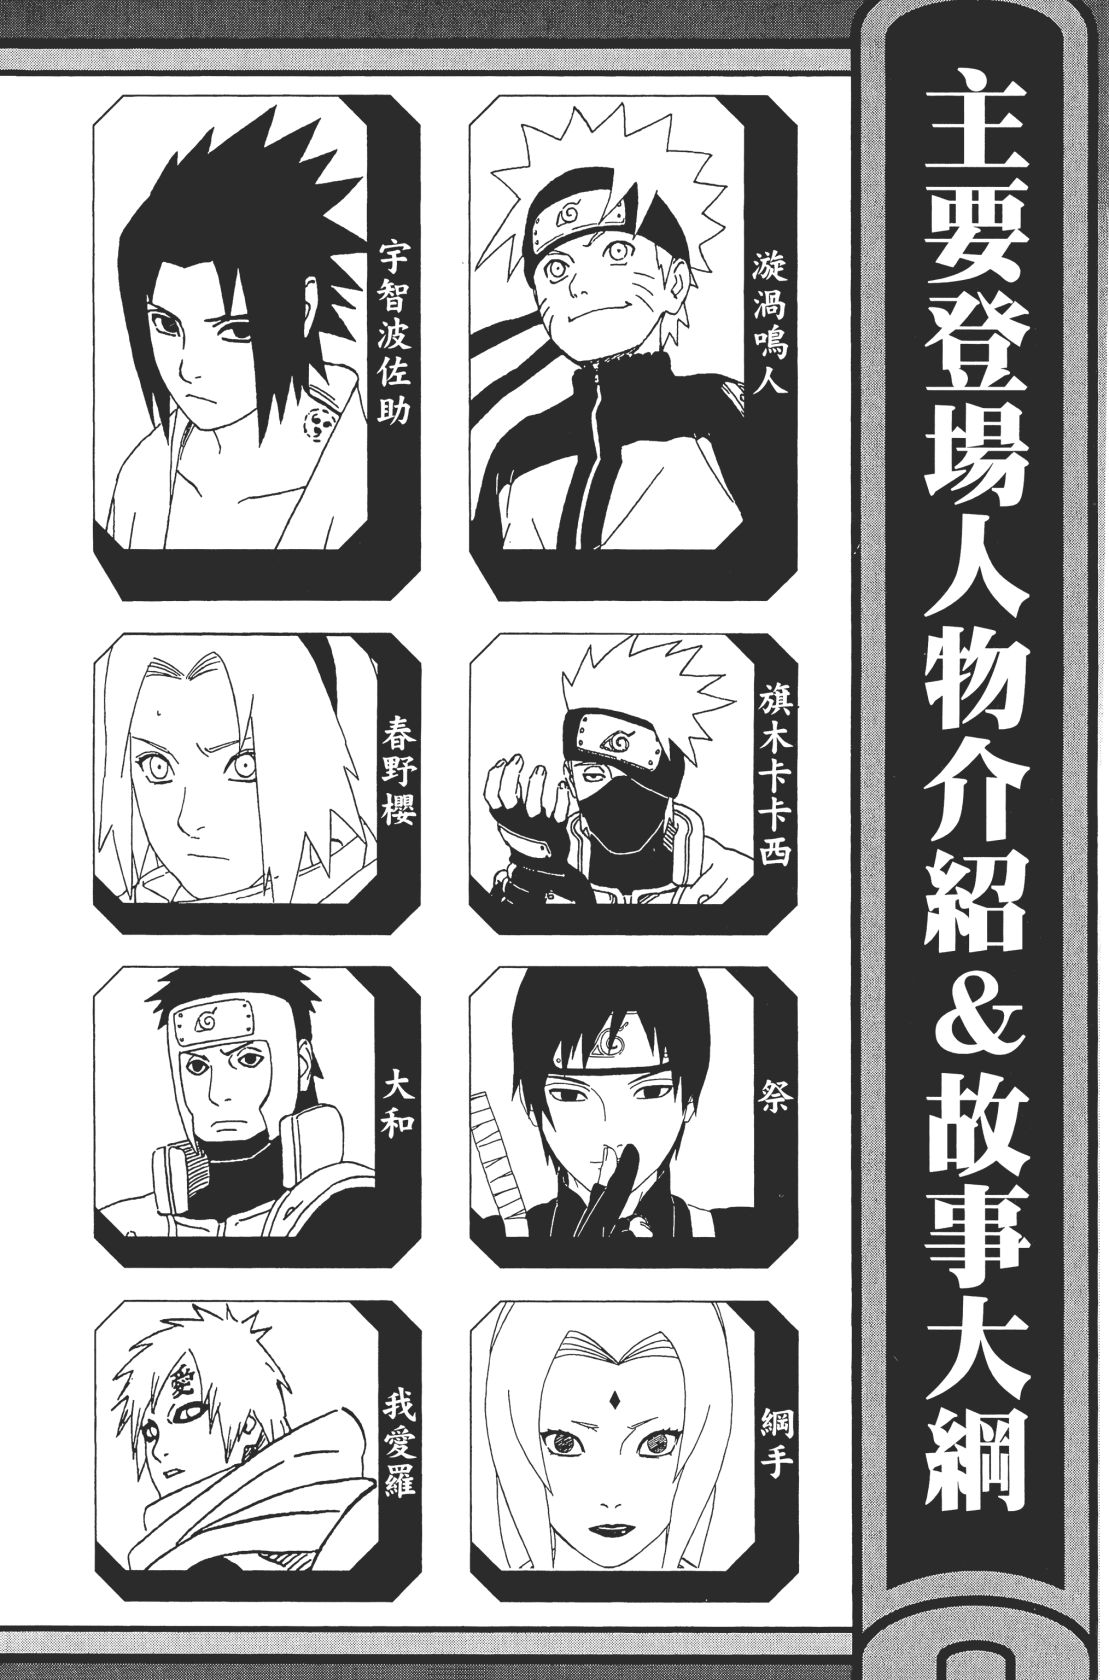 主要登場人物介紹&故事大綱
漩渦鳴人
宇智波佐助
旗木卡卡西
春野櫻
祭
大和
綱手
愛
我愛羅